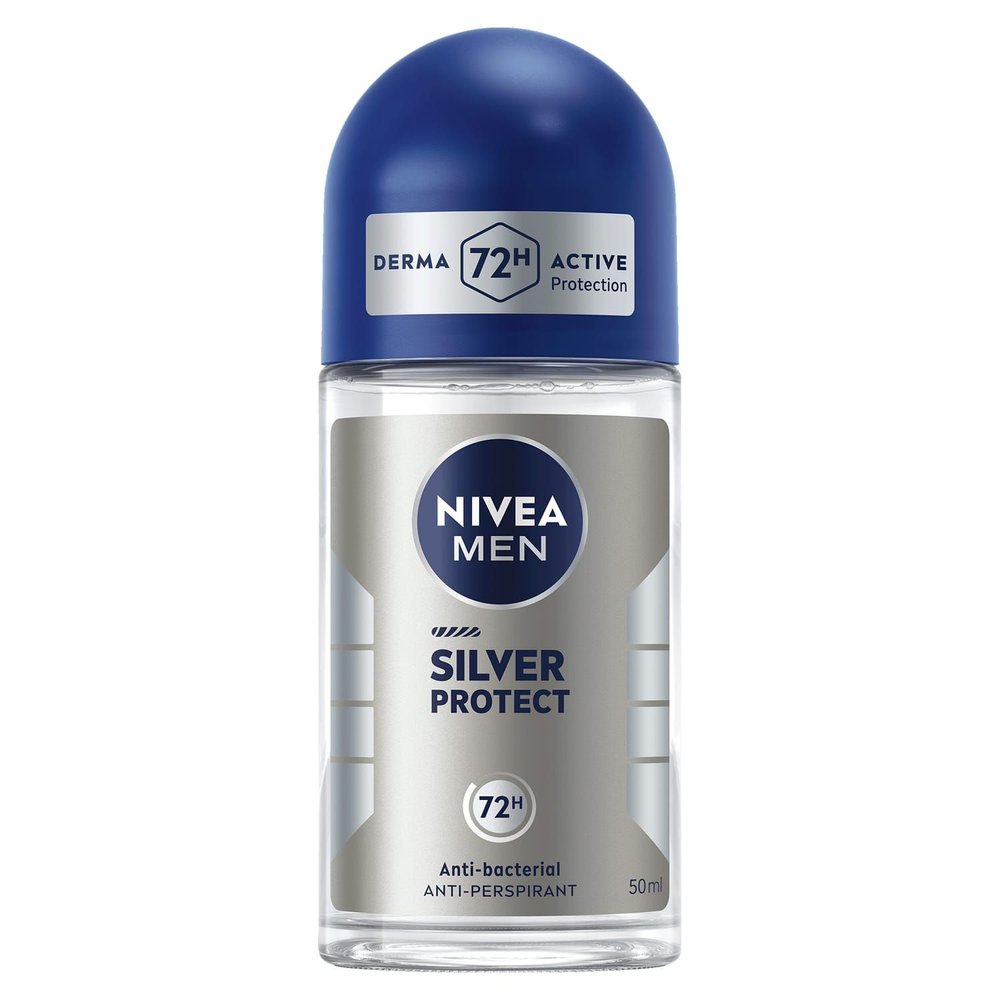 DERMA 72H ACTIVE
Protection
NIVEA
MEN
SILVER
PROTECT
72H
Anti-bacterial
ANTI-PERSPIRANT
50ml